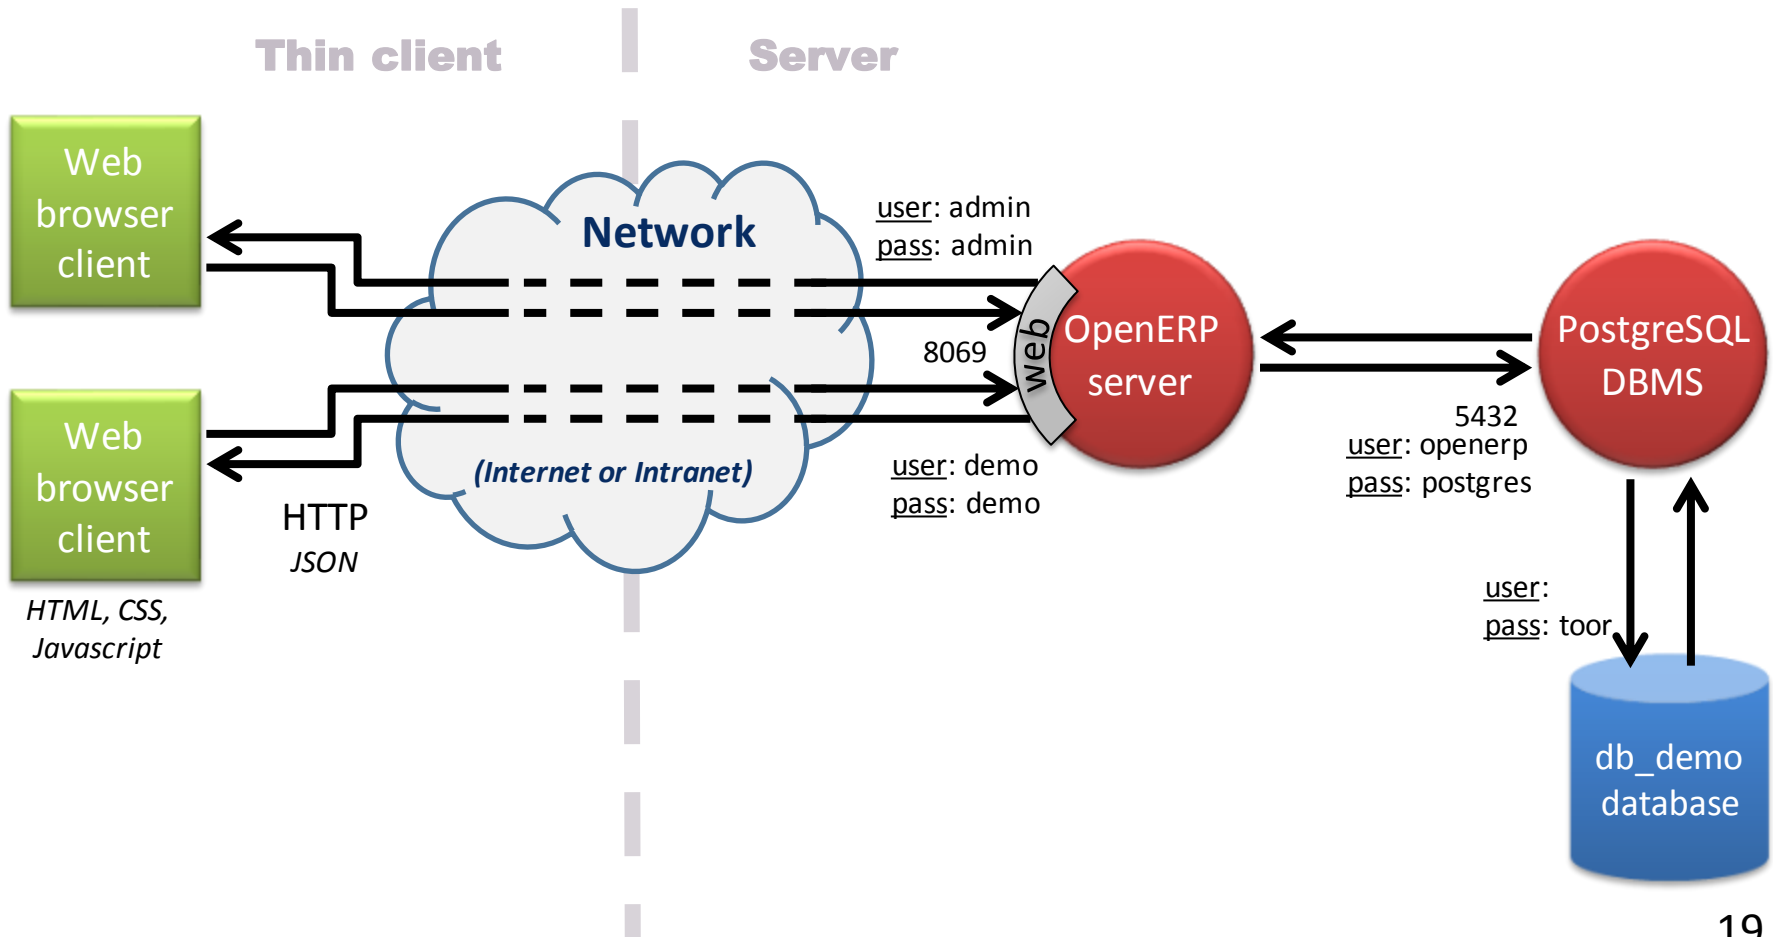 Thin client
Server
Web
browser
client
Network
user: admin
pass: admin
web
OpenERP
server
PostgreSQL
DBMS
8069
Web
browser
client
(Internet or Intranet)
user: demo
pass: demo
5432
user: openerp
pass: postgres
HTTP
JSON
HTML, CSS,
Javascript
user:
pass: toor
db_demo
database
19